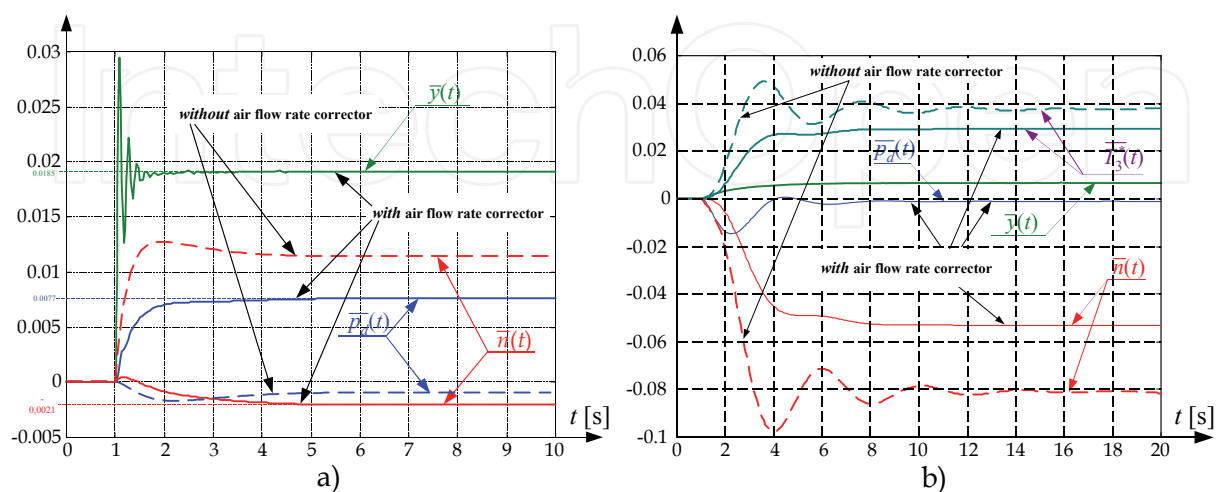 IntechOpen
0.03
0.025
0.02
0.0185
0.015
0.01
0.0077
0.005
0
-
0,0021
-0.005
0 1 2 3 4 5 6 7 8 9 10
t [s]
without air flow rate corrector
y(t)
with air flow rate corrector
p_d(t)
n(t)
a)
0.06
0.04
0.02
0
-0.02
-0.04
-0.06
-0.08
-0.1
0 2 4 6 8 10 12 14 16 18 20
t [s]
without air flow rate corrector
p_d(t)
T_3^*(t)
y(t)
with air flow rate corrector
n(t)
b)